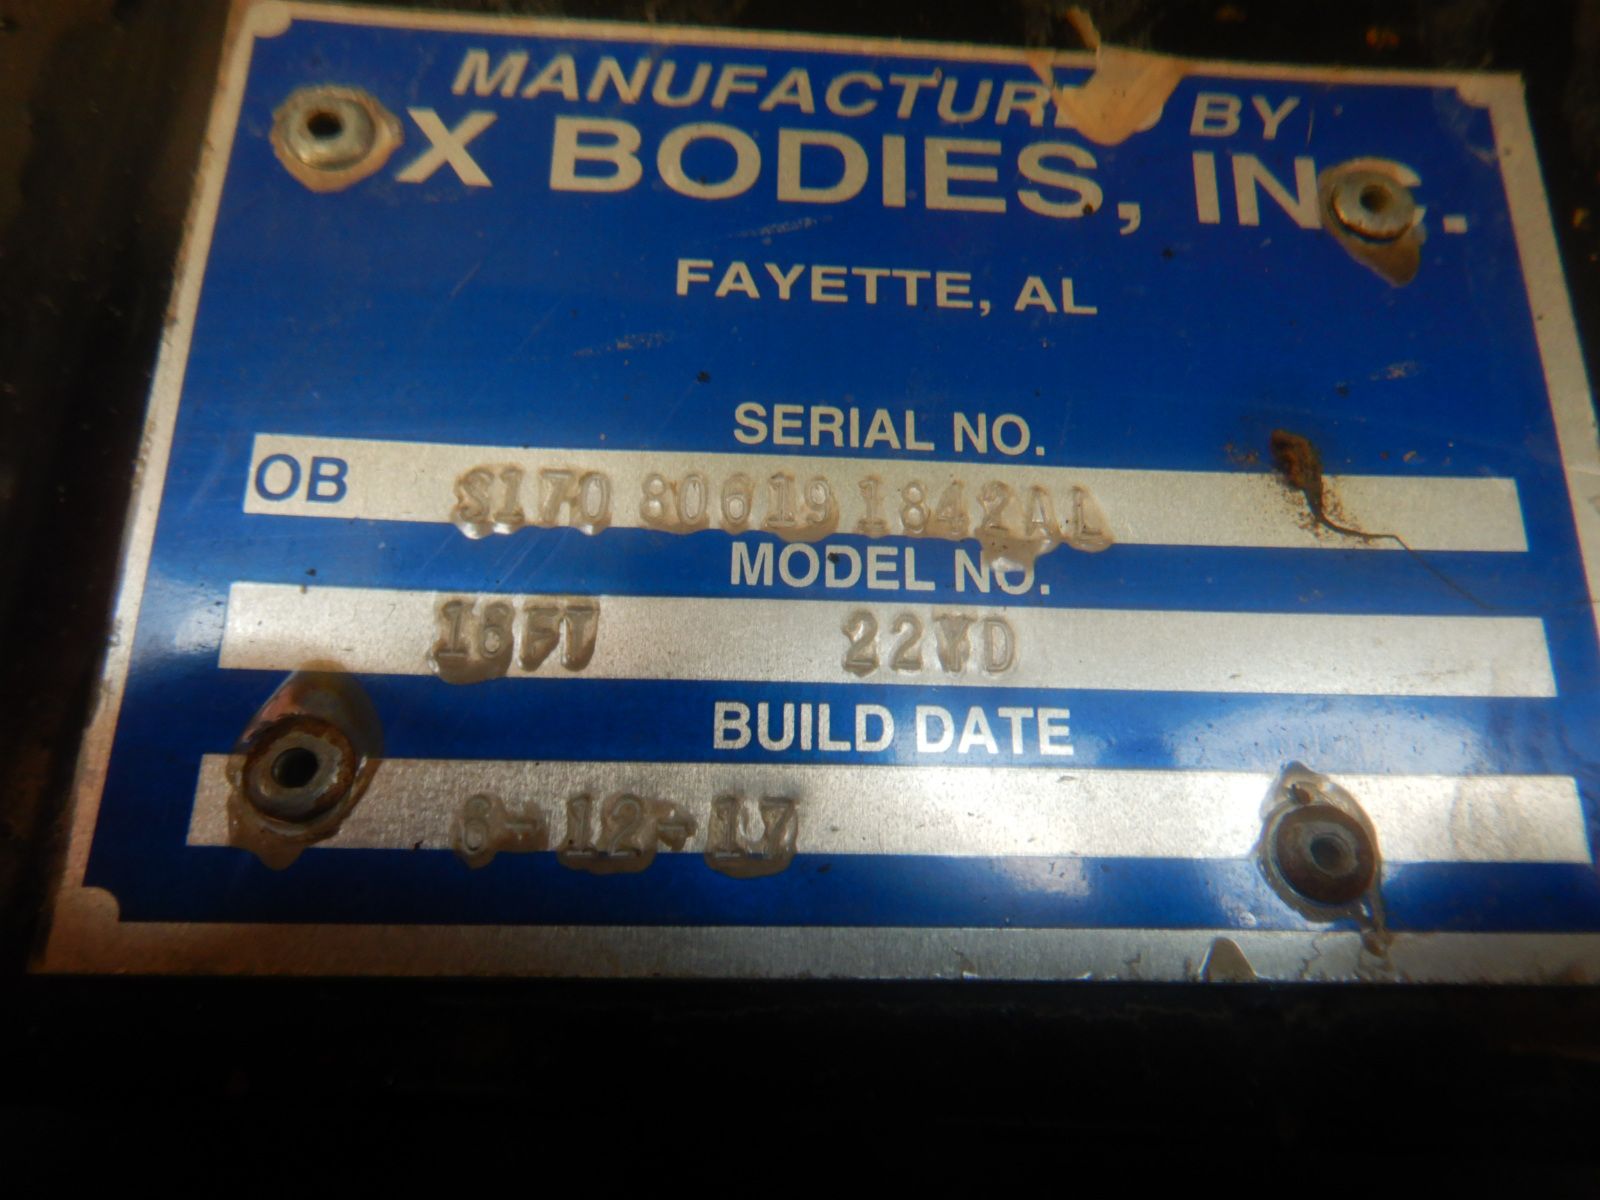 MANUFACTURED BY
X BODIES, INC.
FAYETTE, AL
SERIAL NO.
OB S170 80619 1842AL
MODEL NO.
16FT 22YD
BUILD DATE
6-12-17